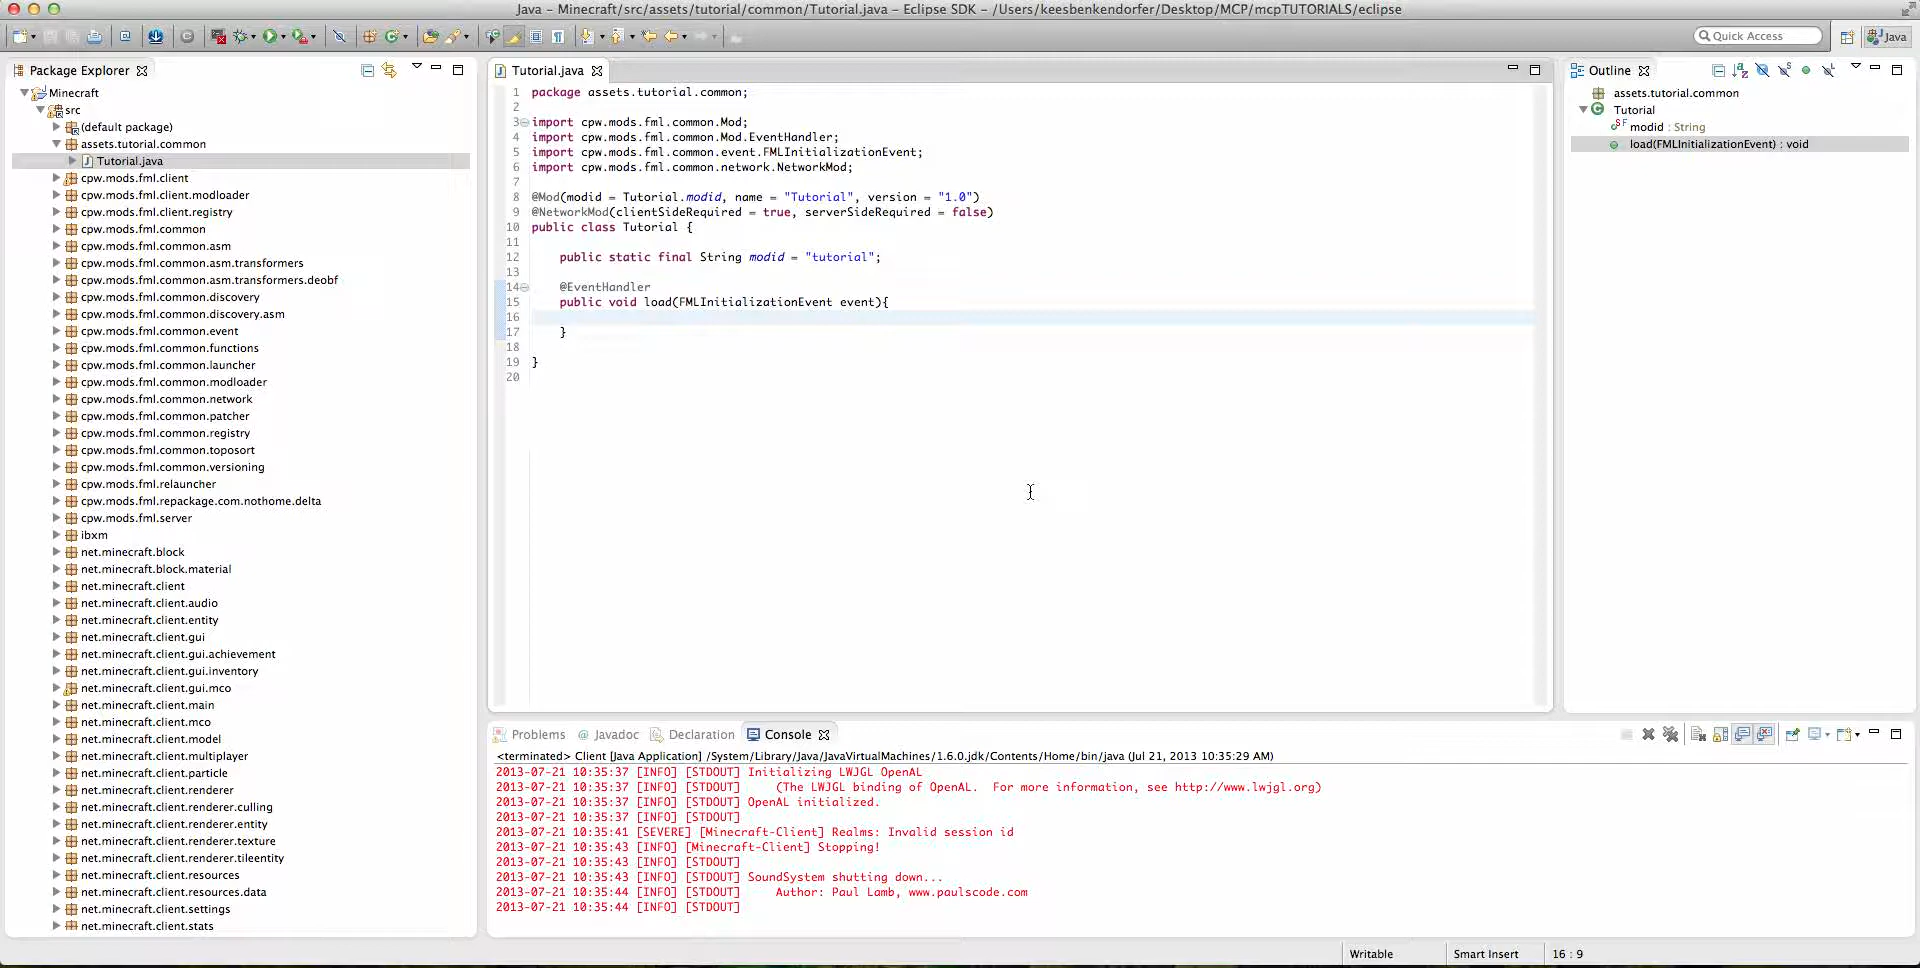 Java – Minecraft/src/assets/tutorial/common/Tutorial.java – Eclipse SDK – /Users/keesbenkendorfer/Desktop/MCP/mcpTUTORIALS/eclipse
Quick Access
Java
Package Explorer
Minecraft
src
(default package)
assets.tutorial.common
Tutorial.java
cpw.mods.fml.client
cpw.mods.fml.client.modloader
cpw.mods.fml.client.registry
cpw.mods.fml.common
cpw.mods.fml.common.asm
cpw.mods.fml.common.asm.transformers
cpw.mods.fml.common.asm.transformers.deobf
cpw.mods.fml.common.discovery
cpw.mods.fml.common.discovery.asm
cpw.mods.fml.common.event
cpw.mods.fml.common.functions
cpw.mods.fml.common.launcher
cpw.mods.fml.common.modloader
cpw.mods.fml.common.network
cpw.mods.fml.common.patcher
cpw.mods.fml.common.registry
cpw.mods.fml.common.toposort
cpw.mods.fml.common.versioning
cpw.mods.fml.relauncher
cpw.mods.fml.repackage.com.nothome.delta
cpw.mods.fml.server
ibxm
net.minecraft.block
net.minecraft.block.material
net.minecraft.client
net.minecraft.client.audio
net.minecraft.client.entity
net.minecraft.client.gui
net.minecraft.client.gui.achievement
net.minecraft.client.gui.inventory
net.minecraft.client.gui.mco
net.minecraft.client.main
net.minecraft.client.mco
net.minecraft.client.model
net.minecraft.client.multiplayer
net.minecraft.client.particle
net.minecraft.client.renderer
net.minecraft.client.renderer.culling
net.minecraft.client.renderer.entity
net.minecraft.client.renderer.texture
net.minecraft.client.renderer.tileentity
net.minecraft.client.resources
net.minecraft.client.resources.data
net.minecraft.client.settings
net.minecraft.client.stats
Tutorial.java
1 package assets.tutorial.common;
2
3 import cpw.mods.fml.common.Mod;
4 import cpw.mods.fml.common.Mod.EventHandler;
5 import cpw.mods.fml.common.event.FMLInitializationEvent;
6 import cpw.mods.fml.common.network.NetworkMod;
7
8 @Mod(modid = Tutorial.modid, name = "Tutorial", version = "1.0")
9 @NetworkMod(clientSideRequired = true, serverSideRequired = false)
10 public class Tutorial {
11
12 public static final String modid = "tutorial";
13
14 @EventHandler
15 public void load(FMLInitializationEvent event){
16
17 }
18
19 }
20
Outline
assets.tutorial.common
Tutorial
modid : String
load(FMLInitializationEvent) : void
Problems @ Javadoc Declaration Console
<terminated> Client [Java Application] /System/Library/Java/JavaVirtualMachines/1.6.0.jdk/Contents/Home/bin/java (Jul 21, 2013 10:35:29 AM)
2013-07-21 10:35:37 [INFO] [STDOUT] Initializing LWJGL OpenAL
2013-07-21 10:35:37 [INFO] [STDOUT] (The LWJGL binding of OpenAL. For more information, see http://www.lwjgl.org)
2013-07-21 10:35:37 [INFO] [STDOUT] OpenAL initialized.
2013-07-21 10:35:37 [INFO] [STDOUT]
2013-07-21 10:35:41 [SEVERE] [Minecraft-Client] Realms: Invalid session id
2013-07-21 10:35:43 [INFO] [Minecraft-Client] Stopping!
2013-07-21 10:35:43 [INFO] [STDOUT]
2013-07-21 10:35:43 [INFO] [STDOUT] SoundSystem shutting down...
2013-07-21 10:35:44 [INFO] [STDOUT] Author: Paul Lamb, www.paulscode.com
2013-07-21 10:35:44 [INFO] [STDOUT]
Writable
Smart Insert
16 : 9